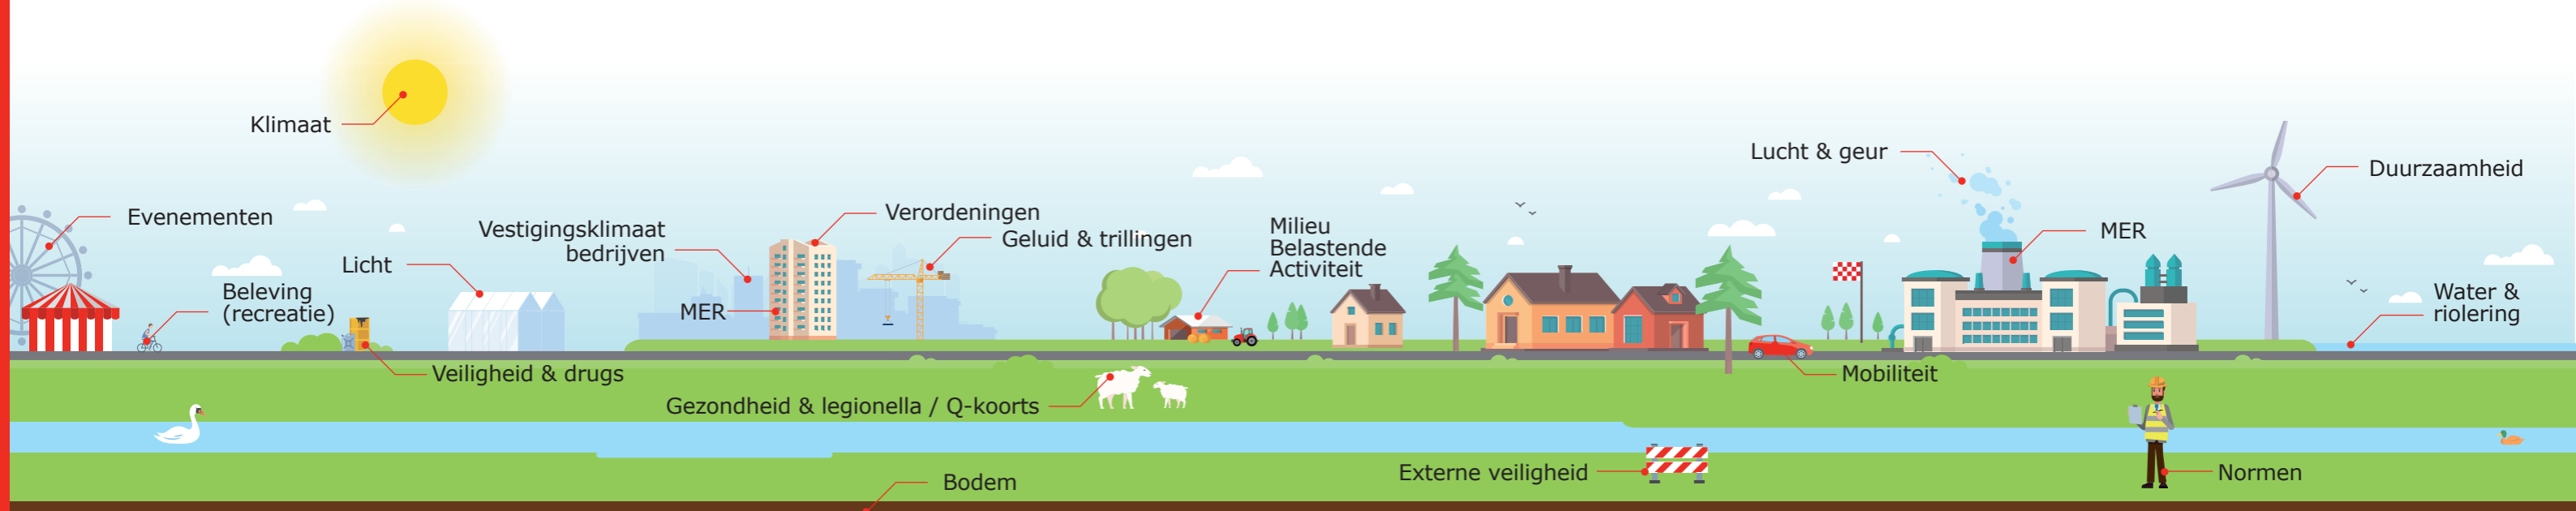 Klimaat
Evenementen
Beleving
(recreatie)
Licht
Veiligheid & drugs
Vestigingsklimaat
bedrijven
MER
Verordeningen
Geluid & trillingen
Gezondheid & legionella / Q-koorts
Bodem
Milieu
Belastende
Activiteit
Externe veiligheid
Lucht & geur
Mobiliteit
MER
Normen
Duurzaamheid
Water &
riolering